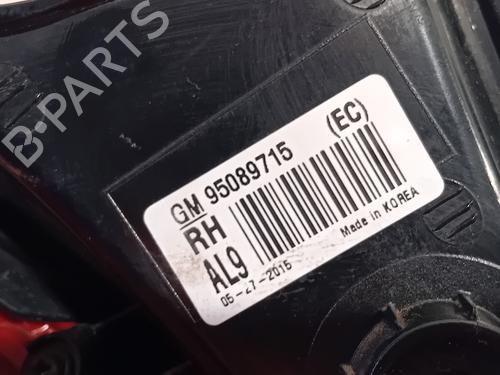 B-PARTS
GM 95089715 (EC)
RH
AL9
05-27-2015 Made in KOREA